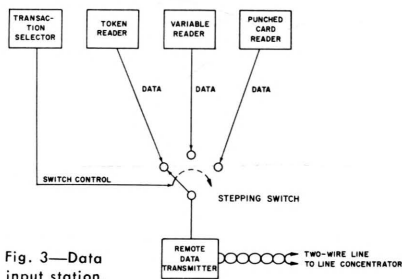 TRANSAC-
TION
SELECTOR
TOKEN
READER
VARIABLE
READER
PUNCHED
CARD
READER
DATA
DATA
DATA
SWITCH CONTROL
STEPPING SWITCH
REMOTE
DATA
TRANSMITTER
TWO-WIRE LINE
TO LINE CONCENTRATOR
Fig. 3—Data
input station